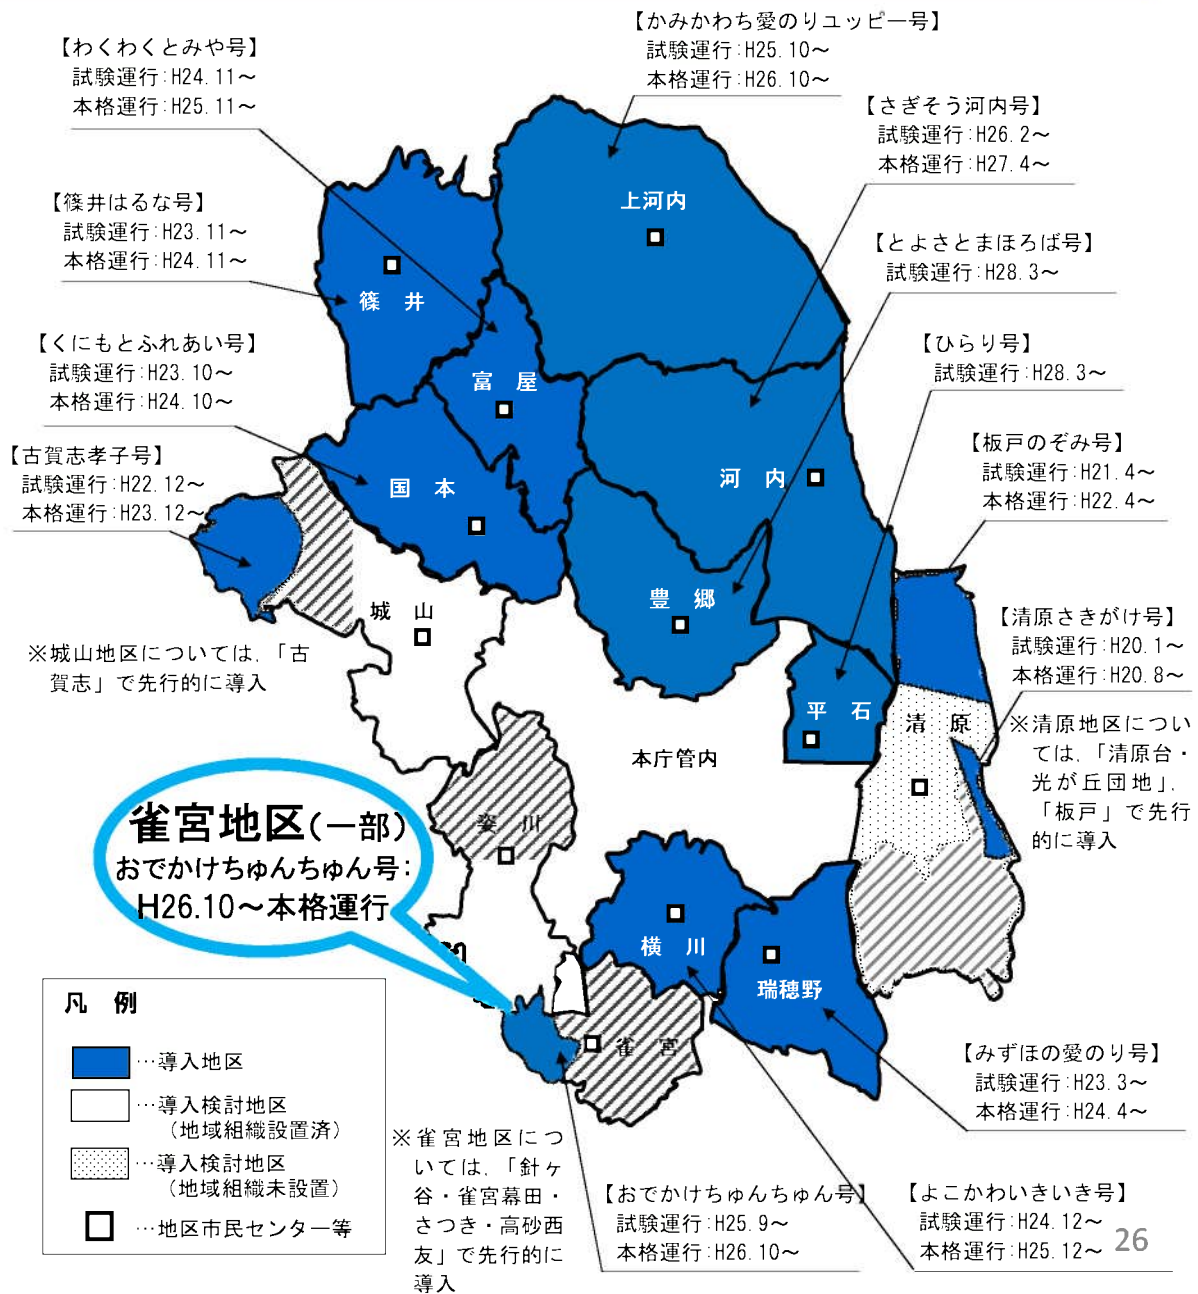 【かみかわち愛のりユッピー号】
試験運行:H25.10～
本格運行:H26.10～
【わくわくとみや号】
試験運行:H24.11～
本格運行:H25.11～
【さぎそう河内号】
試験運行:H26.2～
本格運行:H27.4～
【篠井はるな号】
試験運行:H23.11～
本格運行:H24.11～
【とよさとまほろば号】
試験運行:H28.3～
【くにもとふれあい号】
試験運行:H23.10～
本格運行:H24.10～
【ひらり号】
試験運行:H28.3～
【古賀志孝子号】
試験運行:H22.12～
本格運行:H23.12～
【板戸のぞみ号】
試験運行:H21.4～
本格運行:H22.4～
【清原さきがけ号】
試験運行:H20.1～
本格運行:H20.8～
※清原地区につい
ては、「清原台・
光が丘団地」、
「板戸」で先行
的に導入
※城山地区については、「古
賀志」で先行的に導入
上河内
篠 井
富 屋
国 本
河 内
豊 郷
城 山
平 石
清 原
本庁管内
姿 川
横 川
瑞穂野
雀 宮
雀宮地区(一部)
おでかけちゅんちゅん号:
H26.10～本格運行
凡 例
…導入地区
…導入検討地区
(地域組織設置済)
…導入検討地区
(地域組織未設置)
…地区市民センター等
※雀宮地区につ
いては、「針ヶ
谷・雀宮幕田・
さつき・高砂西
友」で先行的に
導入
【おでかけちゅんちゅん号】
試験運行:H25.9～
本格運行:H26.10～
【みずほの愛のり号】
試験運行:H23.3～
本格運行:H24.4～
【よこかわいきいき号】
試験運行:H24.12～
本格運行:H25.12～
26